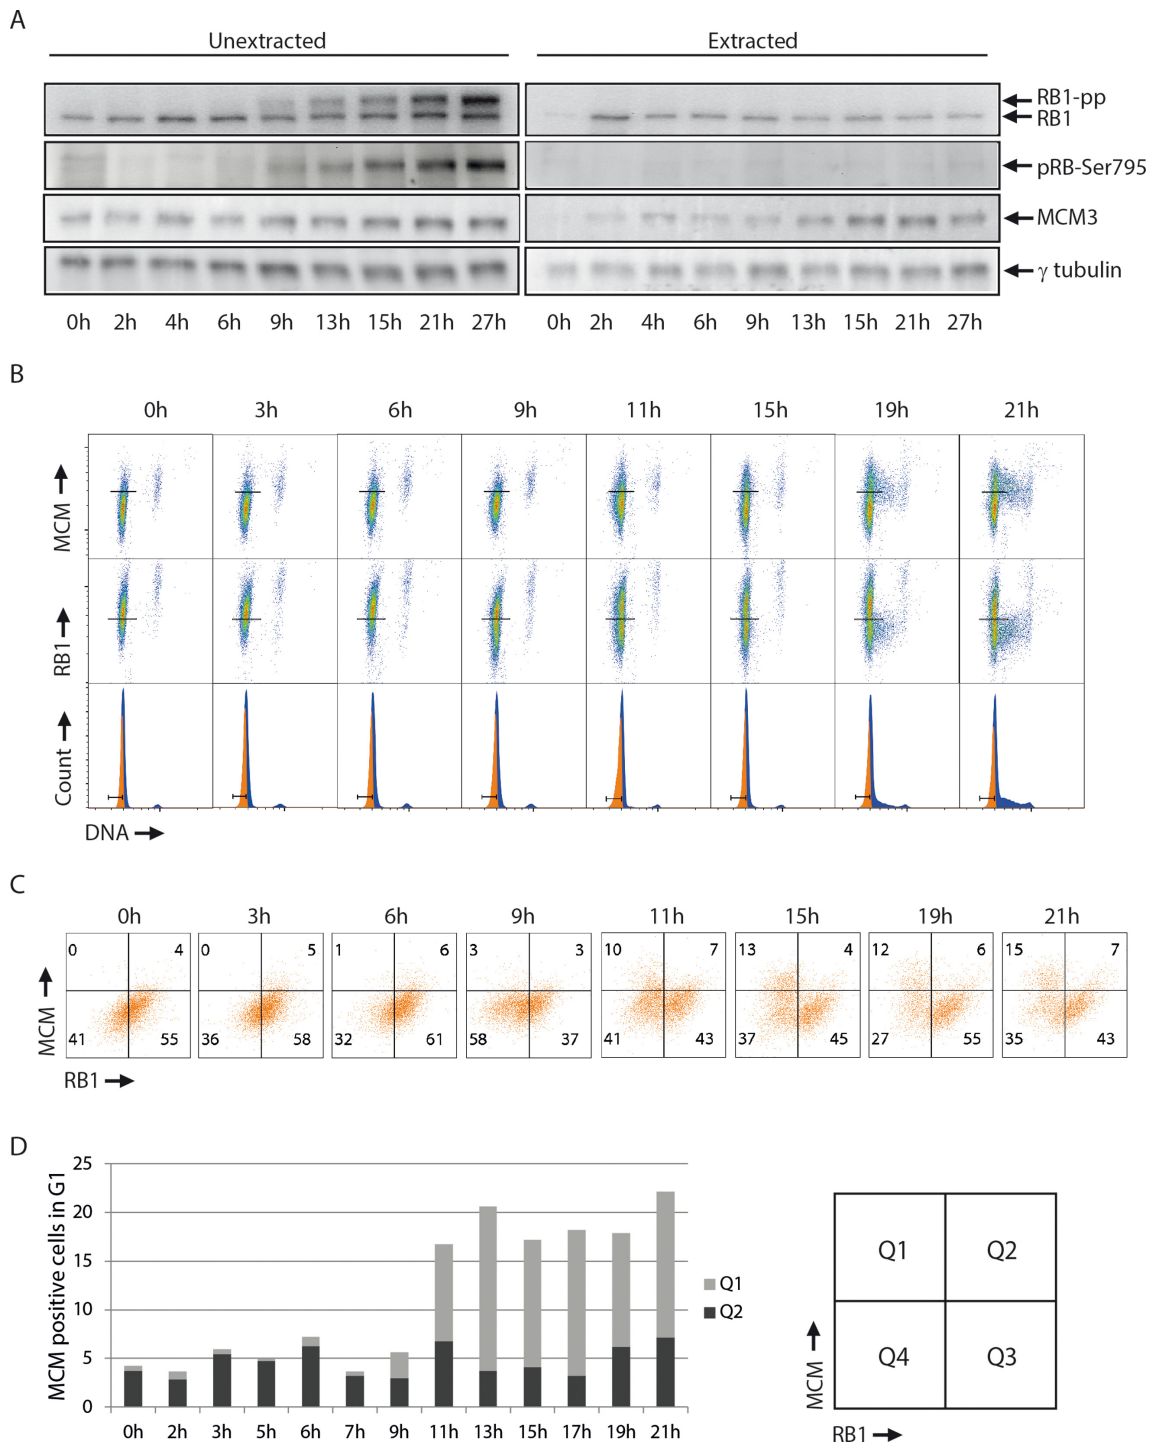 A
Unextracted
Extracted
RB1-pp
RB1
pRB-Ser795
MCM3
γ tubulin
0h 2h 4h 6h 9h 13h 15h 21h 27h
0h 2h 4h 6h 9h 13h 15h 21h 27h
B
0h 3h 6h 9h 11h 15h 19h 21h
MCM
RB1
Count
DNA
C
0h 3h 6h 9h 11h 15h 19h 21h
0 4 0 5 1 6 3 3 10 7 13 4 12 6 15 7
41 55 36 58 32 61 58 37 41 43 37 45 27 55 35 43
MCM
RB1
D
MCM positive cells in G1
25
20
15
10
5
0
0h 2h 3h 5h 6h 7h 9h 11h 13h 15h 17h 19h 21h
Q1
Q2
Q1 Q2
Q4 Q3
MCM
RB1